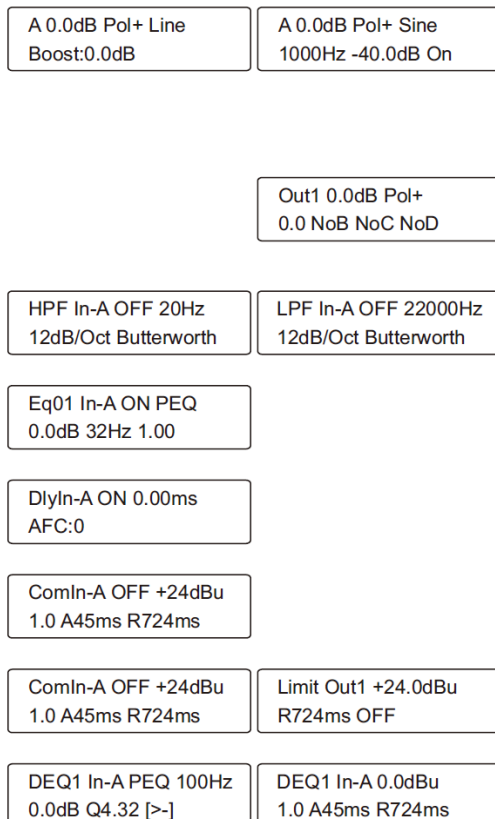 A 0.0dB Pol+ Line
Boost:0.0dB
A 0.0dB Pol+ Sine
1000Hz -40.0dB On
Out1 0.0dB Pol+
0.0 NoB NoC NoD
HPF In-A OFF 20Hz
12dB/Oct Butterworth
LPF In-A OFF 22000Hz
12dB/Oct Butterworth
Eq01 In-A ON PEQ
0.0dB 32Hz 1.00
DlyIn-A ON 0.00ms
AFC:0
ComIn-A OFF +24dBu
1.0 A45ms R724ms
ComIn-A OFF +24dBu
1.0 A45ms R724ms
Limit Out1 +24.0dBu
R724ms OFF
DEQ1 In-A PEQ 100Hz
0.0dB Q4.32 [>-]
DEQ1 In-A 0.0dBu
1.0 A45ms R724ms